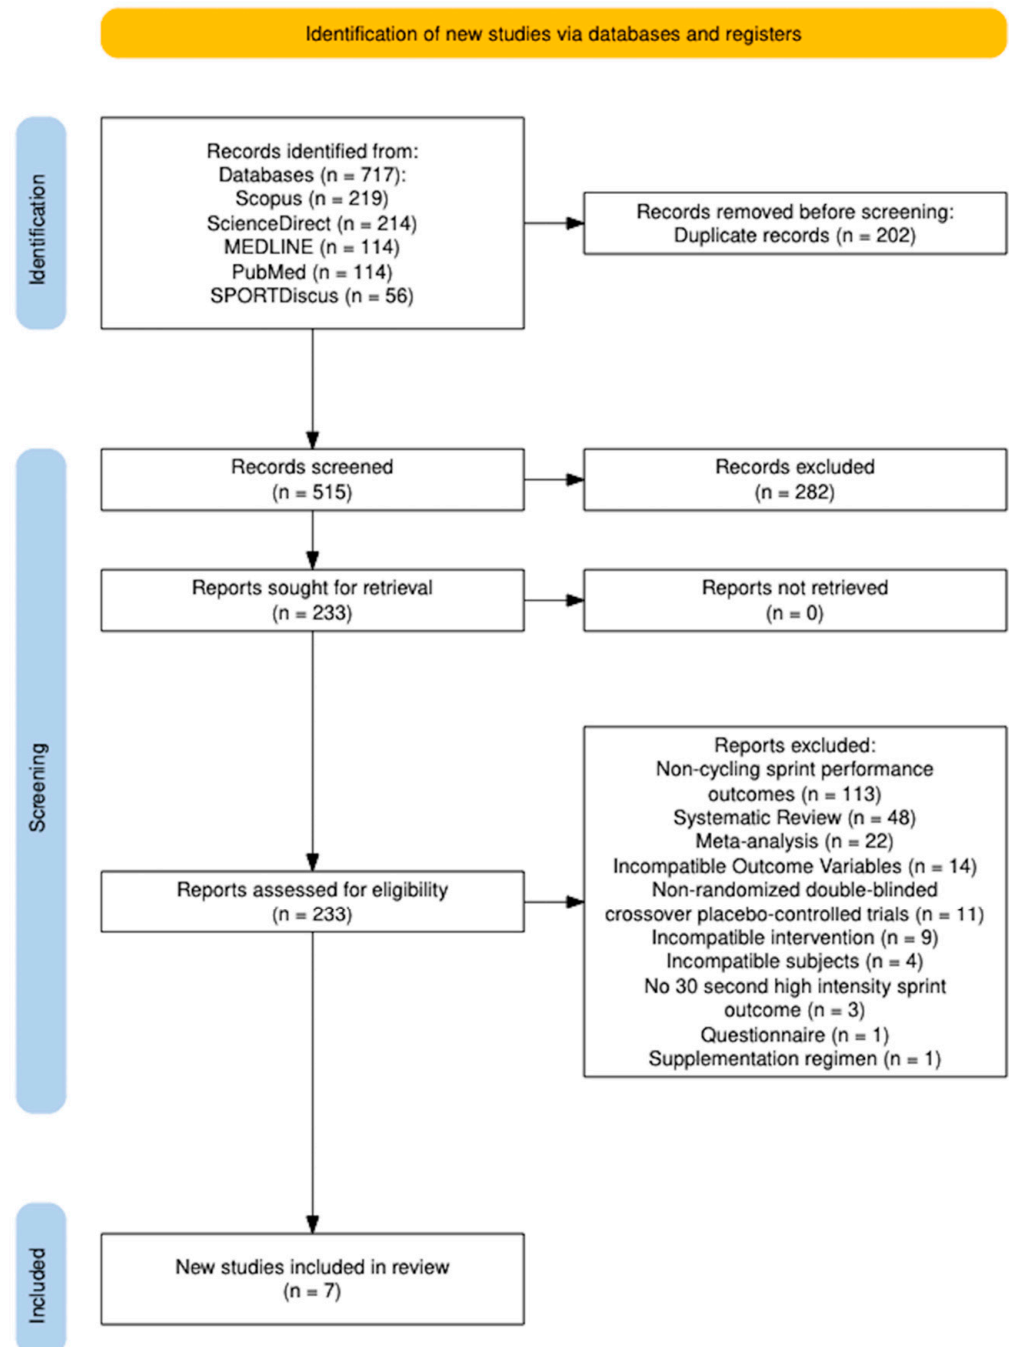 Identification of new studies via databases and registers
Identification
Records identified from:
Databases (n = 717):
Scopus (n = 219)
ScienceDirect (n = 214)
MEDLINE (n = 114)
PubMed (n = 114)
SPORTDiscus (n = 56)
Records removed before screening:
Duplicate records (n = 202)
Screening
Records screened
(n = 515)
Records excluded
(n = 282)
Reports sought for retrieval
(n = 233)
Reports not retrieved
(n = 0)
Reports assessed for eligibility
(n = 233)
Reports excluded:
Non-cycling sprint performance
outcomes (n = 113)
Systematic Review (n = 48)
Meta-analysis (n = 22)
Incompatible Outcome Variables (n = 14)
Non-randomized double-blinded
crossover placebo-controlled trials (n = 11)
Incompatible intervention (n = 9)
Incompatible subjects (n = 4)
No 30 second high intensity sprint
outcome (n = 3)
Questionnaire (n = 1)
Supplementation regimen (n = 1)
Included
New studies included in review
(n = 7)